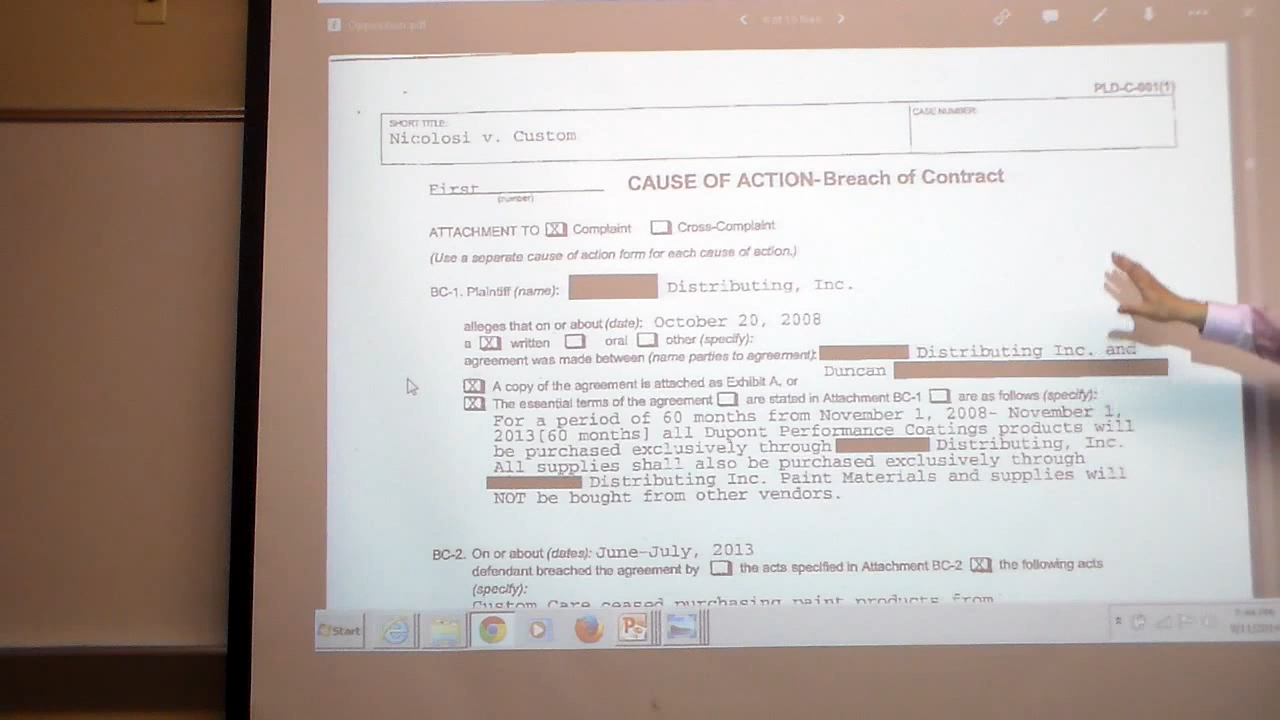 PLD-C-001(1)
SHORT TITLE:
CASE NUMBER:
Nicolosi v. Custom
First
(number)
CAUSE OF ACTION-Breach of Contract
ATTACHMENT TO X Complaint Cross-Complaint
(Use a separate cause of action form for each cause of action.)
BC-1. Plaintiff (name): Distributing, Inc.
alleges that on or about (date): October 20, 2008
a X written oral other (specify):
agreement was made between (name parties to agreement): Distributing Inc. and
Duncan
X A copy of the agreement is attached as Exhibit A, or
X The essential terms of the agreement are stated in Attachment BC-1 are as follows (specify):
For a period of 60 months from November 1, 2008- November 1,
2013[60 months] all Dupont Performance Coatings products will
be purchased exclusively through Distributing, Inc.
All supplies shall also be purchased exclusively through
Distributing Inc. Paint Materials and supplies will
NOT be bought from other vendors.
BC-2. On or about (dates): June-July, 2013
defendant breached the agreement by the acts specified in Attachment BC-2 X the following acts
(specify):
Custom Care ceased purchasing paint products from
Start